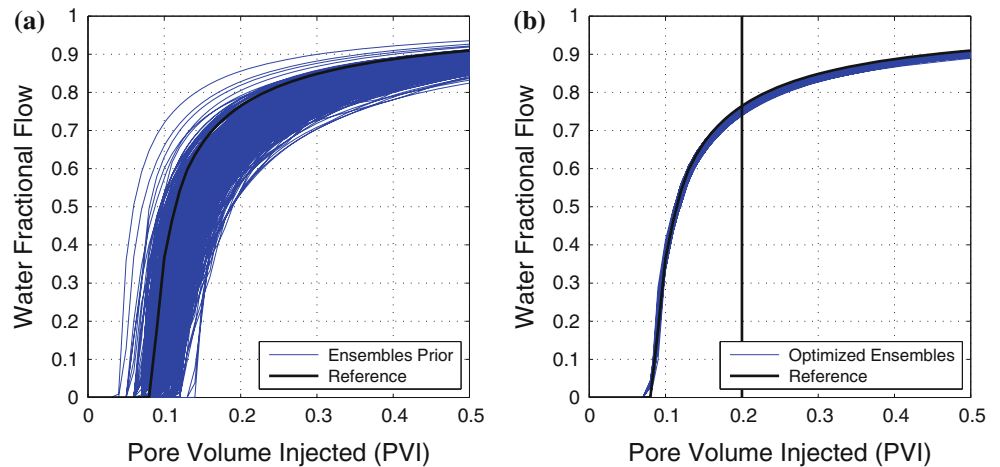 (a)
Water Fractional Flow
1
0.9
0.8
0.7
0.6
0.5
0.4
0.3
0.2
0.1
0
Ensembles Prior
Reference
0 0.1 0.2 0.3 0.4 0.5
Pore Volume Injected (PVI)
(b)
Water Fractional Flow
1
0.9
0.8
0.7
0.6
0.5
0.4
0.3
0.2
0.1
0
Optimized Ensembles
Reference
0 0.1 0.2 0.3 0.4 0.5
Pore Volume Injected (PVI)